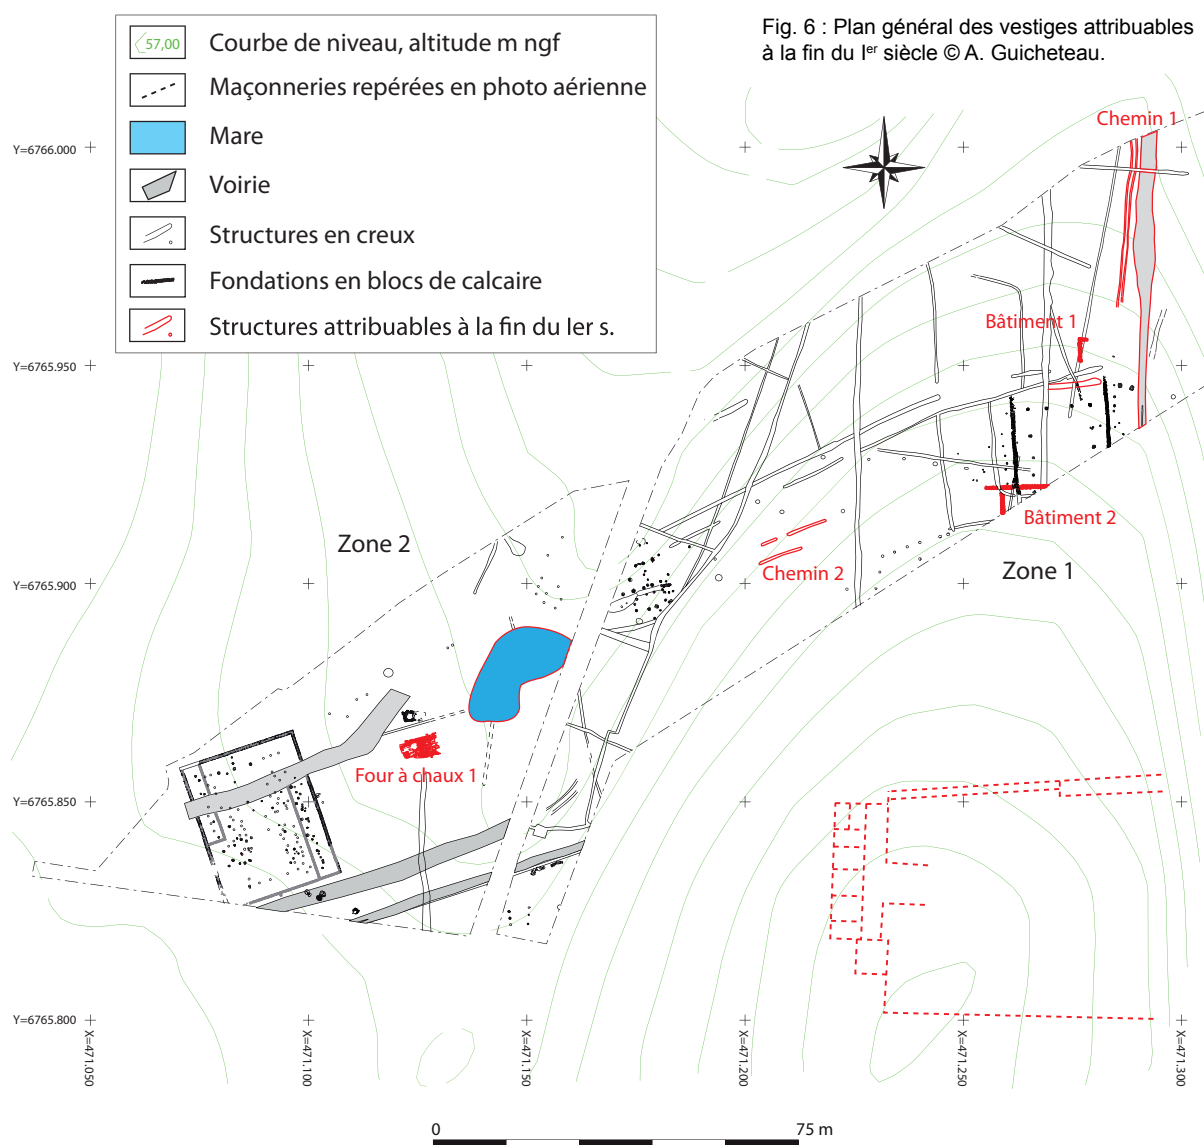 Fig. 6 : Plan général des vestiges attribuables
à la fin du Ier siècle © A. Guicheteau.
57,00
Courbe de niveau, altitude m ngf
Maçonneries repérées en photo aérienne
Mare
Voirie
Structures en creux
Fondations en blocs de calcaire
Structures attribuables à la fin du Ier s.
Chemin 1
Y=6766.000
Bâtiment 1
Y=6765.950
Bâtiment 2
Zone 2
Chemin 2
Zone 1
Y=6765.900
Four à chaux 1
Y=6765.850
Y=6765.800
X=471.050
X=471.100
X=471.150
X=471.200
X=471.250
X=471.300
0
75 m